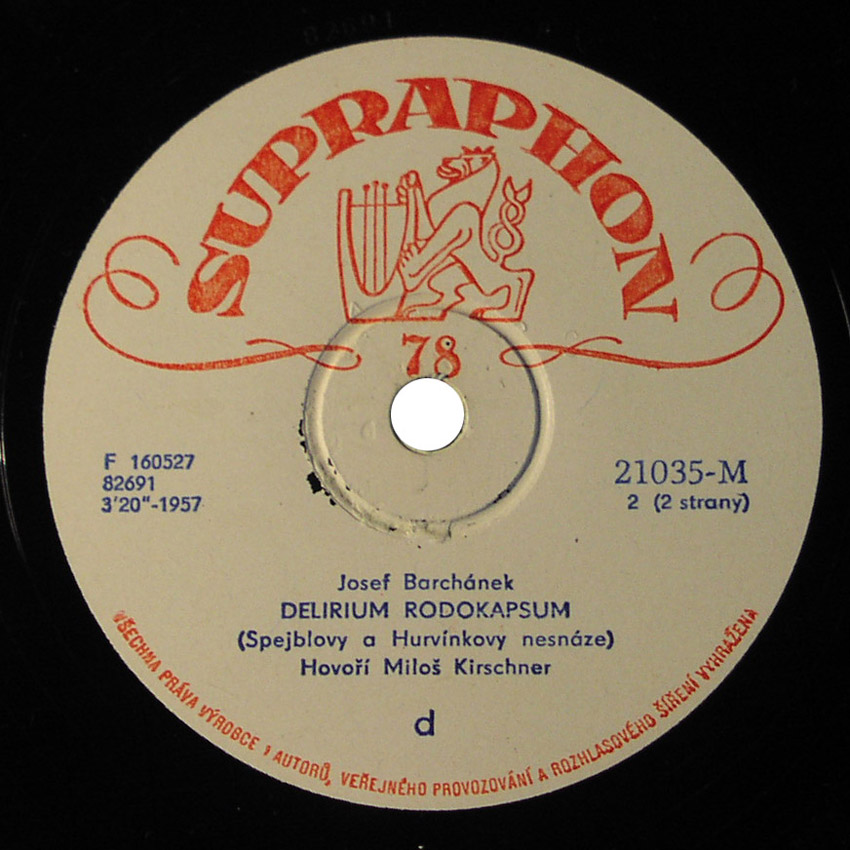 SUPRAPHON
78
F 160527
82691
3'20"-1957
21035-M
2 (2 strany)
Josef Barchánek
DELIRIUM RODOKAPSUM
(Spejblovy a Hurvínkovy nesnáze)
Hovoří Miloš Kirschner
d
VŠECHNA PRÁVA VÝROBCE I AUTORŮ, VEŘEJNÉHO PROVOZOVÁNÍ A ROZHLASOVÉHO ŠÍŘENÍ VYHRAŽENA